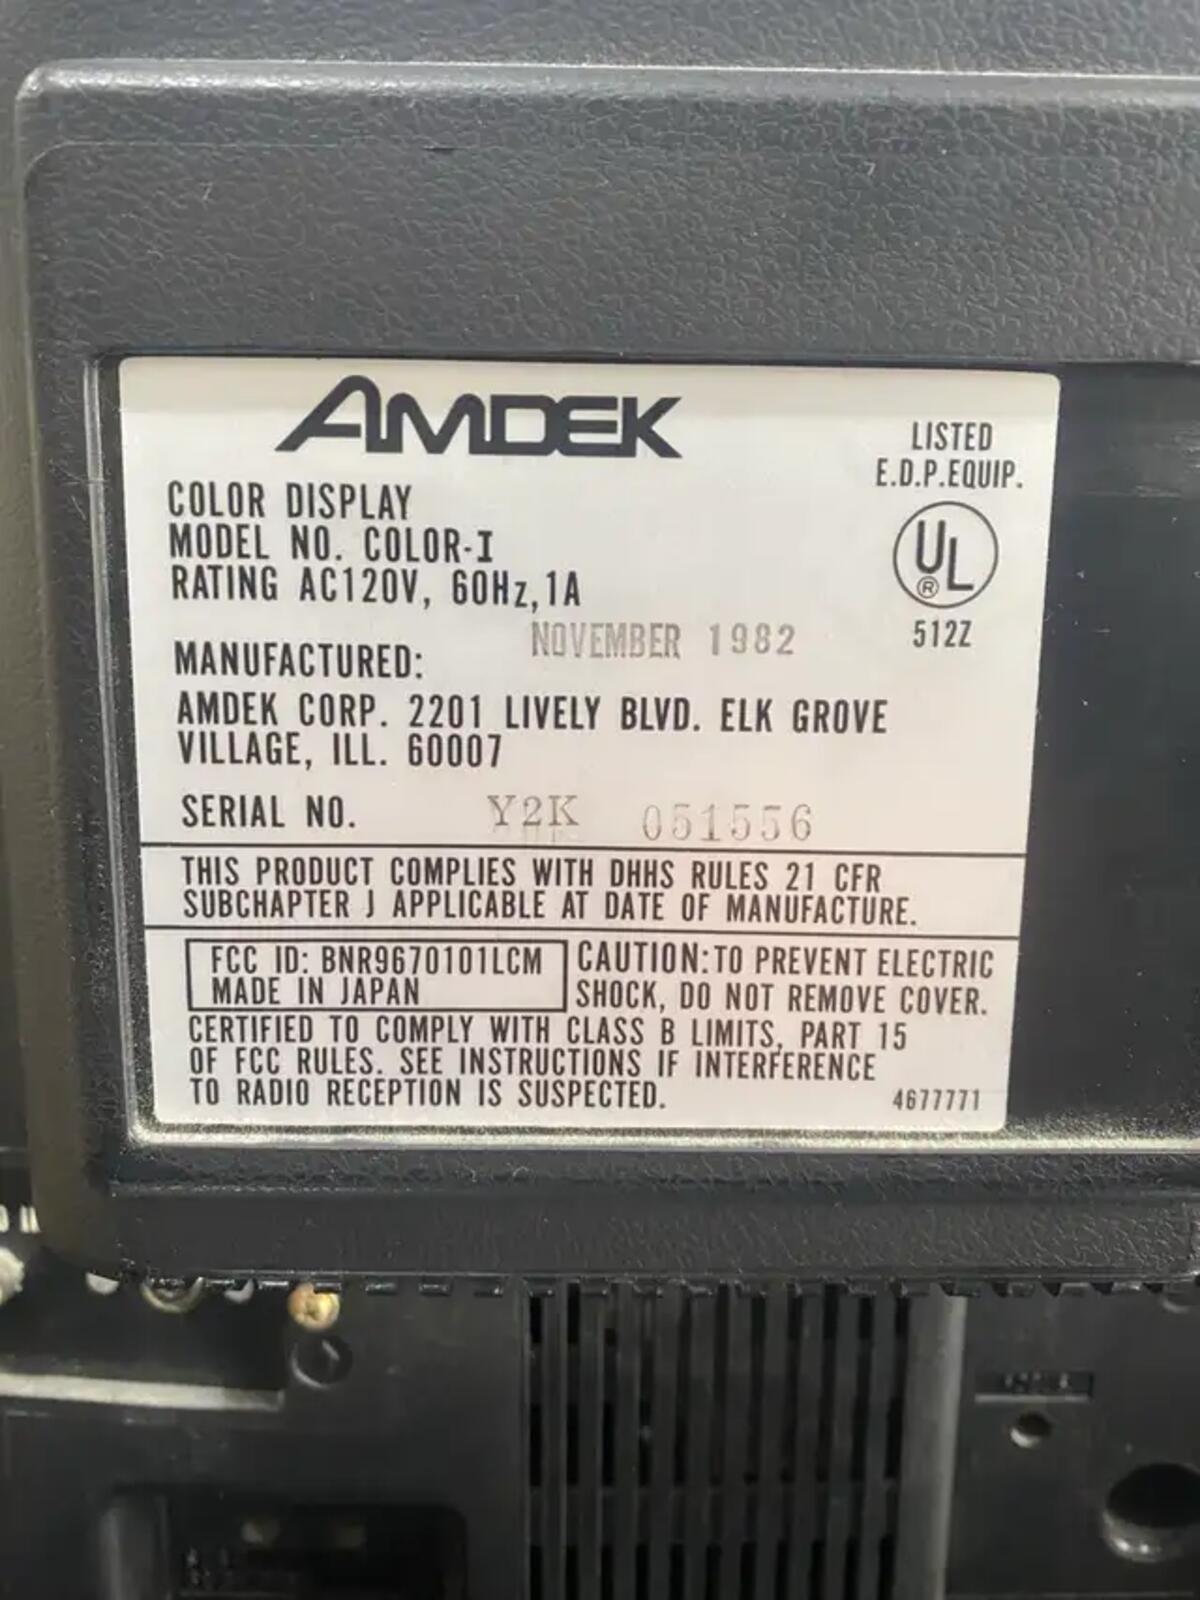 AMDEK
LISTED
E.D.P.EQUIP.
UL
®
512Z
COLOR DISPLAY
MODEL NO. COLOR-I
RATING AC120V, 60Hz, 1A
NOVEMBER 1982
MANUFACTURED:
AMDEK CORP. 2201 LIVELY BLVD. ELK GROVE
VILLAGE, ILL. 60007
SERIAL NO. Y2K 051556
THIS PRODUCT COMPLIES WITH DHHS RULES 21 CFR
SUBCHAPTER J APPLICABLE AT DATE OF MANUFACTURE.
FCC ID: BNR9670101LCM
MADE IN JAPAN
CAUTION: TO PREVENT ELECTRIC
SHOCK, DO NOT REMOVE COVER.
CERTIFIED TO COMPLY WITH CLASS B LIMITS, PART 15
OF FCC RULES. SEE INSTRUCTIONS IF INTERFERENCE
TO RADIO RECEPTION IS SUSPECTED.
4677771